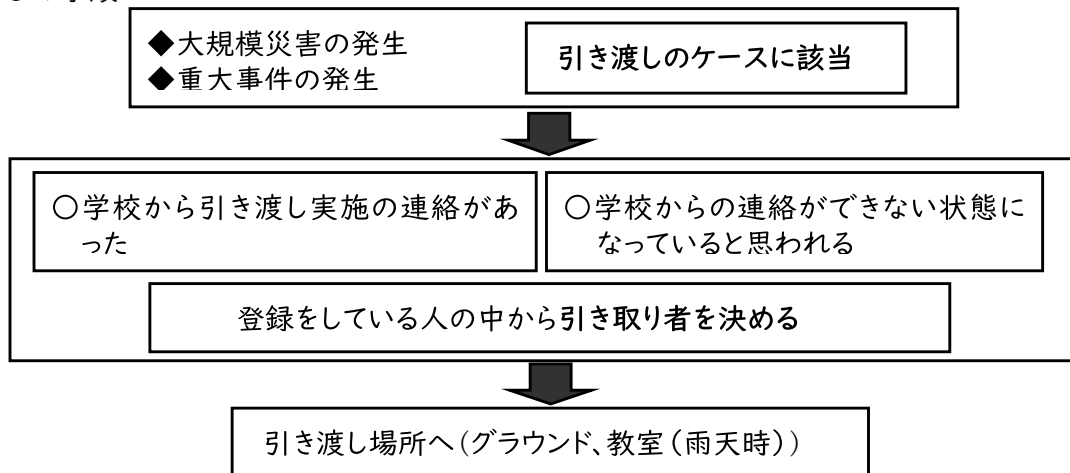 ◆大規模災害の発生
◆重大事件の発生
引き渡しのケースに該当
○学校から引き渡し実施の連絡があ
った
○学校からの連絡ができない状態に
なっていると思われる
登録をしている人の中から引き取り者を決める
引き渡し場所へ(グラウンド、教室(雨天時))